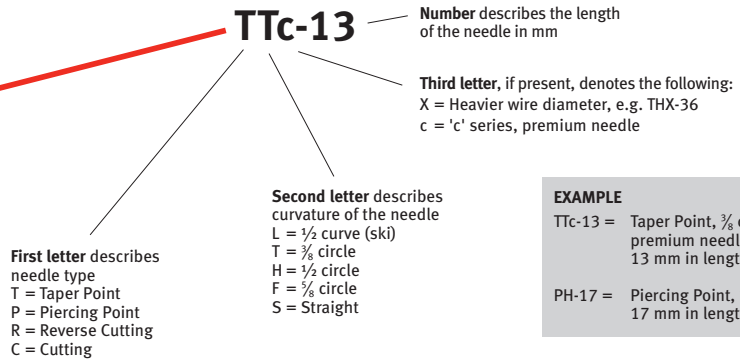 TTc-13
Number describes the length
of the needle in mm
Third letter, if present, denotes the following:
X = Heavier wire diameter, e.g. THX-36
c = 'c' series, premium needle
Second letter describes
curvature of the needle
L = ½ curve (ski)
T = ⅜ circle
H = ½ circle
F = ⅝ circle
S = Straight
First letter describes
needle type
T = Taper Point
P = Piercing Point
R = Reverse Cutting
C = Cutting
EXAMPLE
TTc-13 = Taper Point, ⅜
premium
13 mm in
PH-17 = Piercing Point,
17 mm in